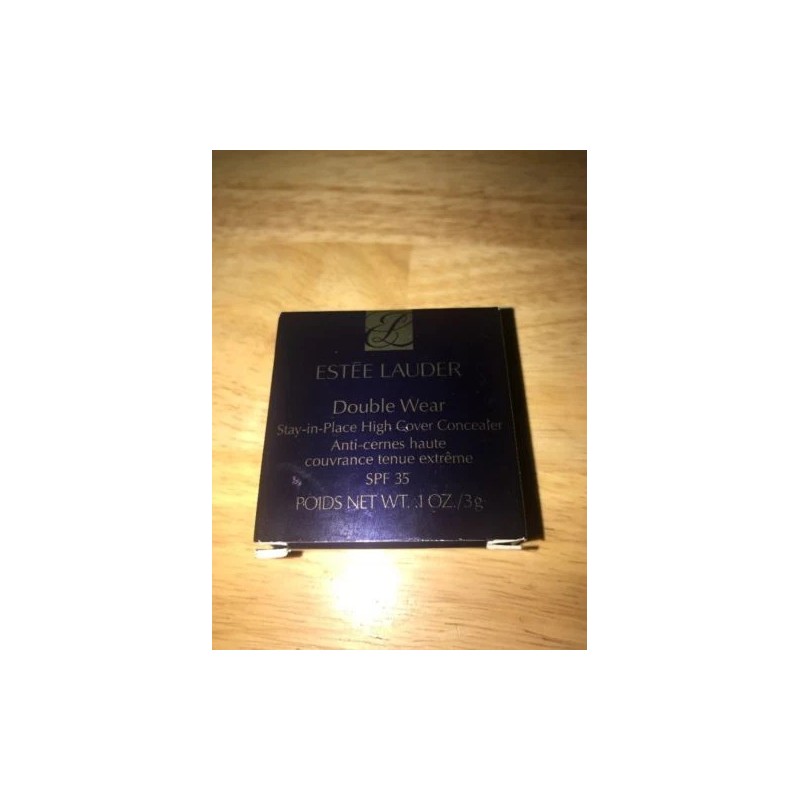 EL
ESTĒE LAUDER
Double Wear
Stay-in-Place High Cover Concealer
Anti-cernes haute
couvrance tenue extrême
SPF 35
POIDS NET WT. .1 OZ./3g